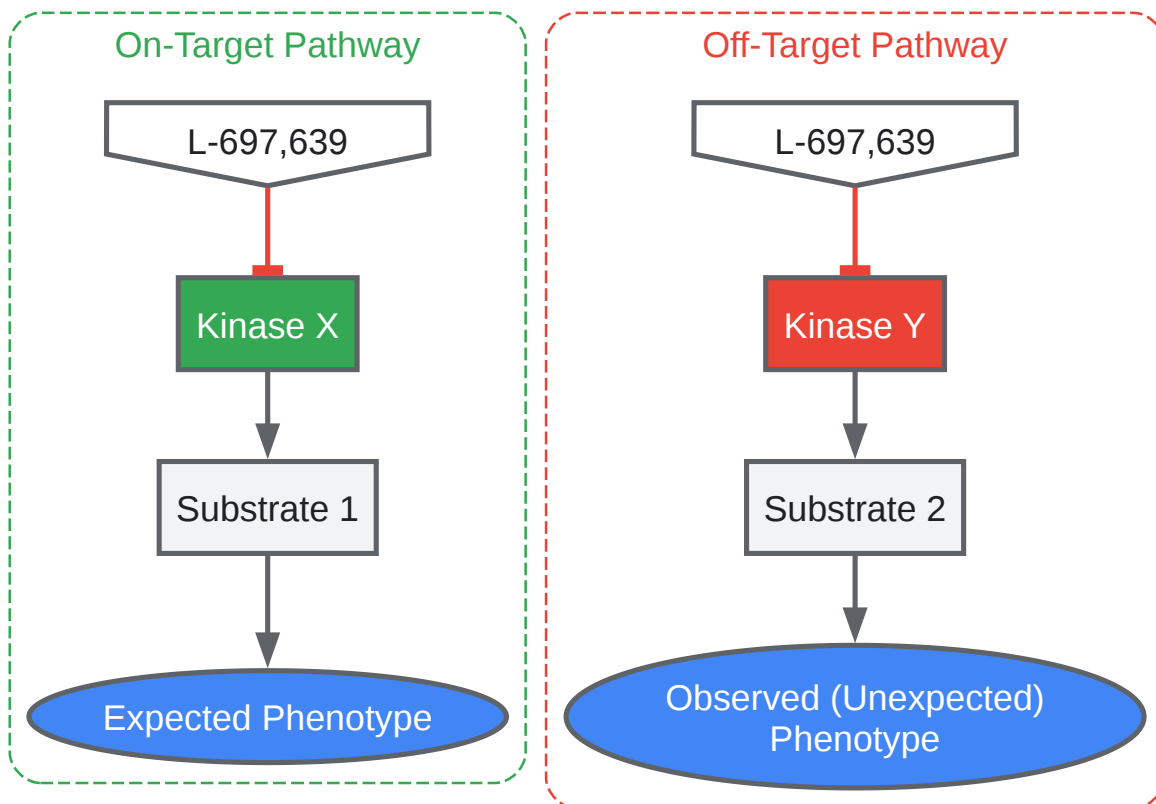 On-Target Pathway
L-697,639
Kinase X
Substrate 1
Expected Phenotype
Off-Target Pathway
L-697,639
Kinase Y
Substrate 2
Observed (Unexpected)
Phenotype